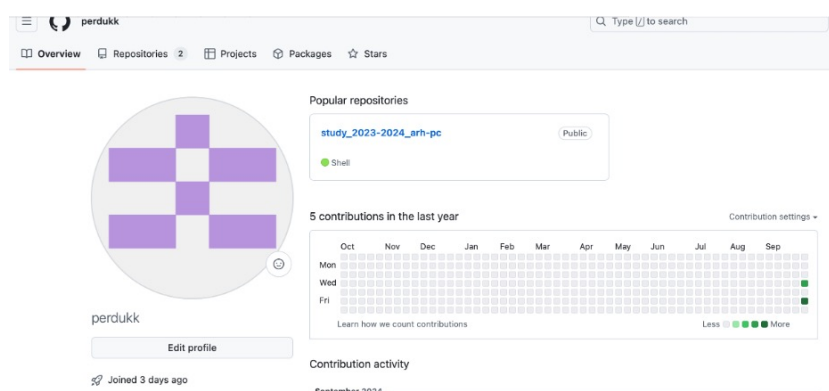 perdukk
Type / to search
Overview Repositories 2 Projects Packages Stars
Popular repositories
study_2023-2024_arh-pc Public
Shell
5 contributions in the last year Contribution settings
Oct Nov Dec Jan Feb Mar Apr May Jun Jul Aug Sep
Mon
Wed
Fri
Learn how we count contributions Less More
perdukk
Edit profile
Joined 3 days ago
Contribution activity
September 2024